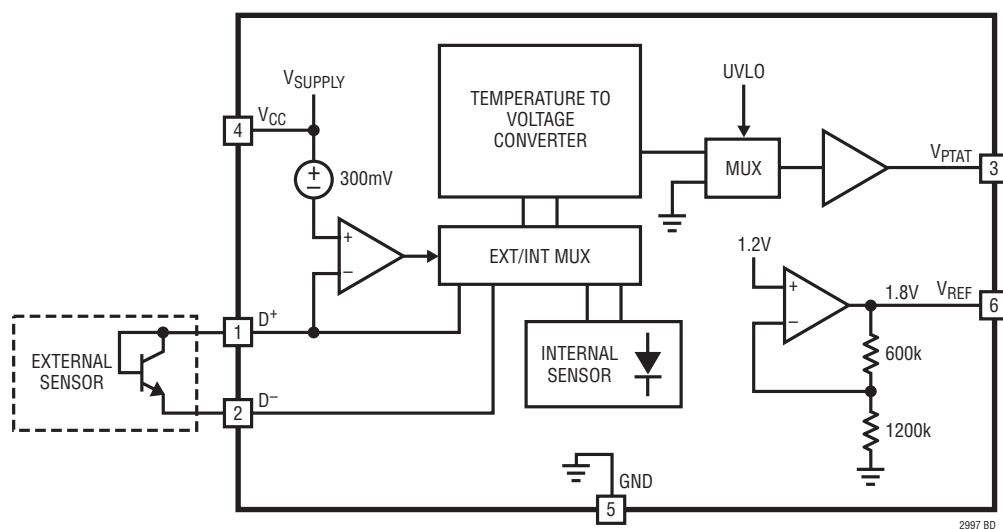 V_SUPPLY
4
V_CC
+
−
300mV
TEMPERATURE TO
VOLTAGE
CONVERTER
UVLO
MUX
V_PTAT
3
+
−
EXT/INT MUX
1.2V
+
−
1.8V
V_REF
6
1
D+
EXTERNAL
SENSOR
INTERNAL
SENSOR
600k
2
D−
1200k
GND
5
2997 BD